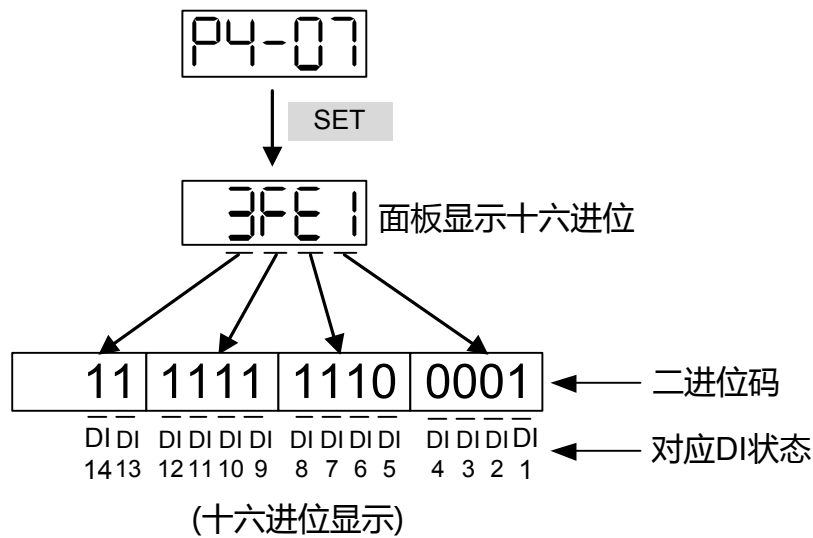 P4-07
SET
3FE1 面板显示十六进位
11 1111 1110 0001 二进位码
DI DI DI DI DI DI DI DI DI DI DI DI DI DI 对应DI状态
14 13 12 11 10 9 8 7 6 5 4 3 2 1
(十六进位显示)